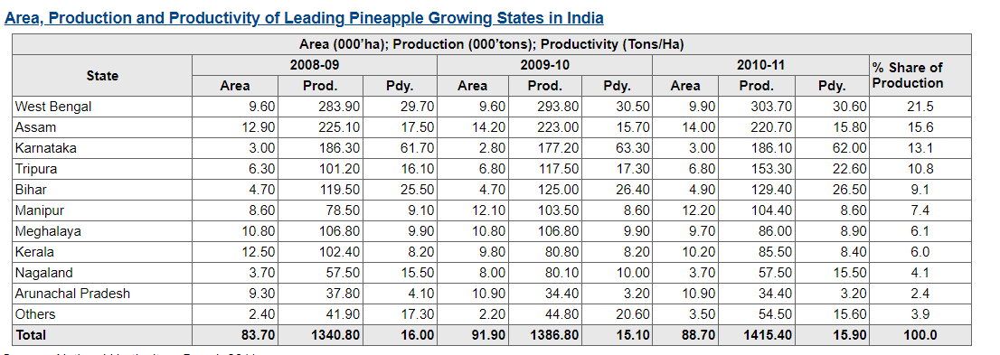 Area, Production and Productivity of Leading Pineapple Growing States in India
Area (000'ha); Production (000'tons); Productivity (Tons/Ha)
State 2008-09 2009-10 2010-11 % Share of Production
Area Prod. Pdy. Area Prod. Pdy. Area Prod. Pdy.
West Bengal 9.60 283.90 29.70 9.60 293.80 30.50 9.90 303.70 30.60 21.5
Assam 12.90 225.10 17.50 14.20 223.00 15.70 14.00 220.70 15.80 15.6
Karnataka 3.00 186.30 61.70 2.80 177.20 63.30 3.00 186.10 62.00 13.1
Tripura 6.30 101.20 16.10 6.80 117.50 17.30 6.80 153.30 22.60 10.8
Bihar 4.70 119.50 25.50 4.70 125.00 26.40 4.90 129.40 26.50 9.1
Manipur 8.60 78.50 9.10 12.10 103.50 8.60 12.20 104.40 8.60 7.4
Meghalaya 10.80 106.80 9.90 10.80 106.80 9.90 9.70 86.00 8.90 6.1
Kerala 12.50 102.40 8.20 9.80 80.80 8.20 10.20 85.50 8.40 6.0
Nagaland 3.70 57.50 15.50 8.00 80.10 10.00 3.70 57.50 15.50 4.1
Arunachal Pradesh 9.30 37.80 4.10 10.90 34.40 3.20 10.90 34.40 3.20 2.4
Others 2.40 41.90 17.30 2.20 44.80 20.60 3.50 54.50 15.60 3.9
Total 83.70 1340.80 16.00 91.90 1386.80 15.10 88.70 1415.40 15.90 100.0